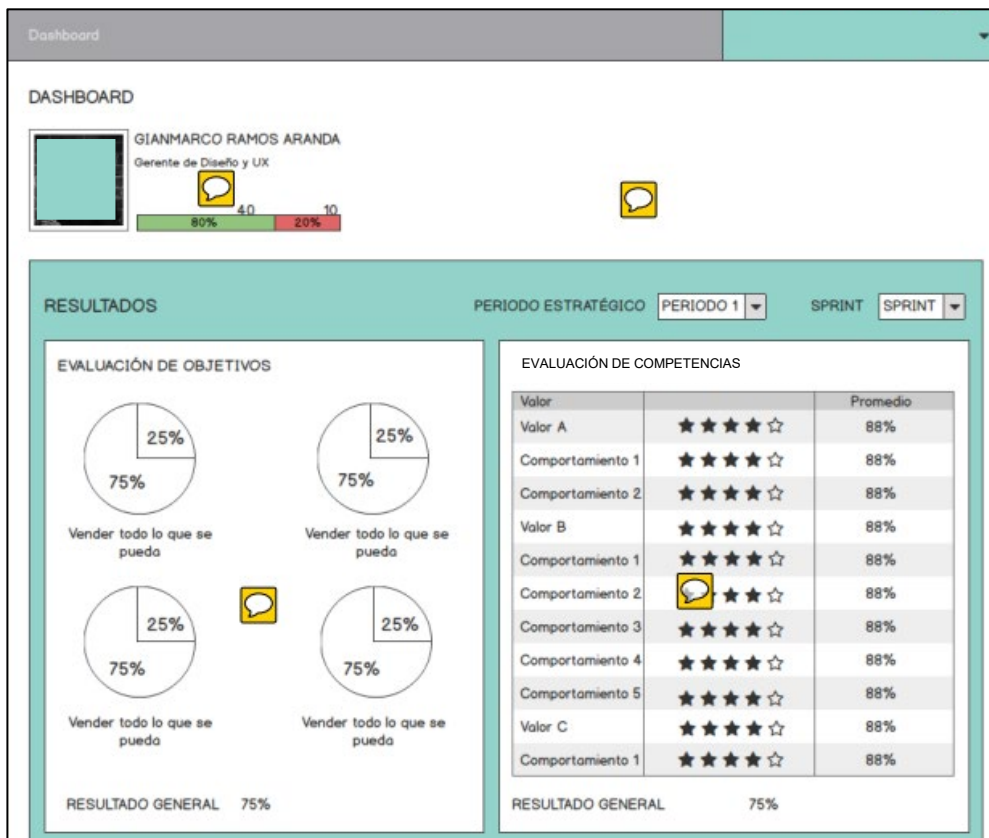 Dashboard
DASHBOARD
GIANMARCO RAMOS ARANDA
Gerente de Diseño y UX
40 10
80% 20%
RESULTADOS PERIODO ESTRATÉGICO PERIODO 1 SPRINT SPRINT
EVALUACIÓN DE OBJETIVOS
25% 25%
75% 75%
Vender todo lo que se Vender todo lo que se
pueda pueda
25% 25%
75% 75%
Vender todo lo que se Vender todo lo que se
pueda pueda
RESULTADO GENERAL 75%
EVALUACIÓN DE COMPETENCIAS
Valor Promedio
Valor A 88%
Comportamiento 1 88%
Comportamiento 2 88%
Valor B 88%
Comportamiento 1 88%
Comportamiento 2 88%
Comportamiento 3 88%
Comportamiento 4 88%
Comportamiento 5 88%
Valor C 88%
Comportamiento 1 88%
RESULTADO GENERAL 75%